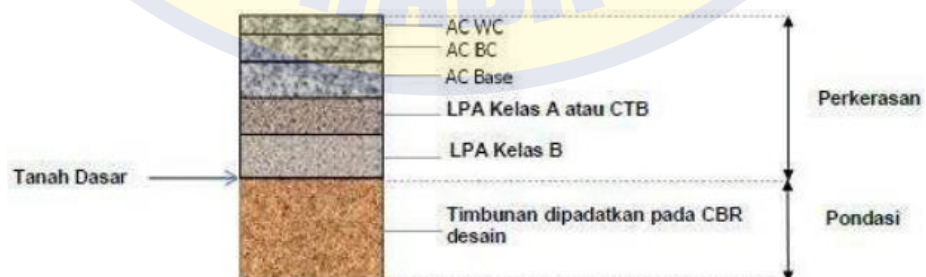 AC WC
AC BC
AC Base
LPA Kelas A atau CTB
LPA Kelas B
Perkerasan
Tanah Dasar
Timbunan dipadatkan pada CBR
desain
Pondasi